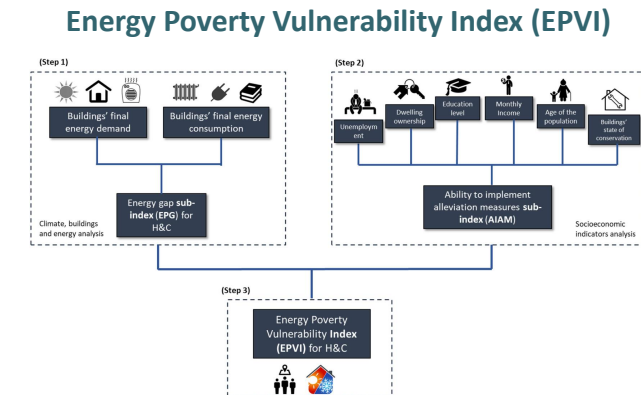 Energy Poverty Vulnerability Index (EPVI)
(Step 1)
Buildings' final
energy demand
Buildings' final energy
consumption
Energy gap sub-
index (EPG) for
H&C
Climate, buildings
and energy analysis
(Step 2)
Unemploym
ent
Dwelling
ownership
Education
level
Monthly
Income
Age of the
population
Buildings'
state of
conservation
Ability to implement
alleviation measures sub-
index (AIAM)
Socioeconomic
indicators analysis
(Step 3)
Energy Poverty
Vulnerability Index
(EPVI) for H&C